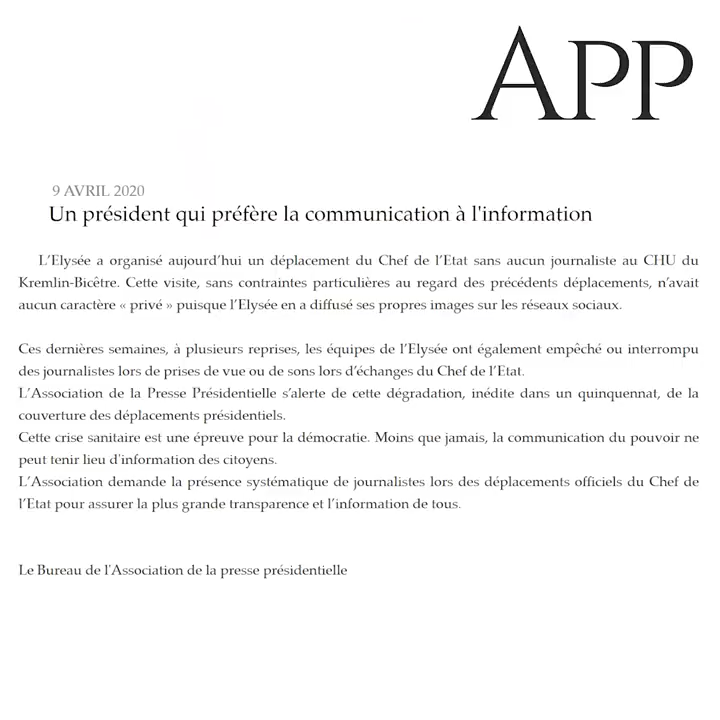 APP
9 AVRIL 2020
Un président qui préfère la communication à l'information
L’Elysée a organisé aujourd’hui un déplacement du Chef de l’Etat sans aucun journaliste au CHU du
Kremlin-Bicêtre. Cette visite, sans contraintes particulières au regard des précédents déplacements, n’avait
aucun caractère « privé » puisque l’Elysée en a diffusé ses propres images sur les réseaux sociaux.
Ces dernières semaines, à plusieurs reprises, les équipes de l’Elysée ont également empêché ou interrompu
des journalistes lors de prises de vue ou de sons lors d’échanges du Chef de l’Etat.
L’Association de la Presse Présidentielle s’alerte de cette dégradation, inédite dans un quinquennat, de la
couverture des déplacements présidentiels.
Cette crise sanitaire est une épreuve pour la démocratie. Moins que jamais, la communication du pouvoir ne
peut tenir lieu d'information des citoyens.
L’Association demande la présence systématique de journalistes lors des déplacements officiels du Chef de
l’Etat pour assurer la plus grande transparence et l’information de tous.
Le Bureau de l’Association de la presse présidentielle